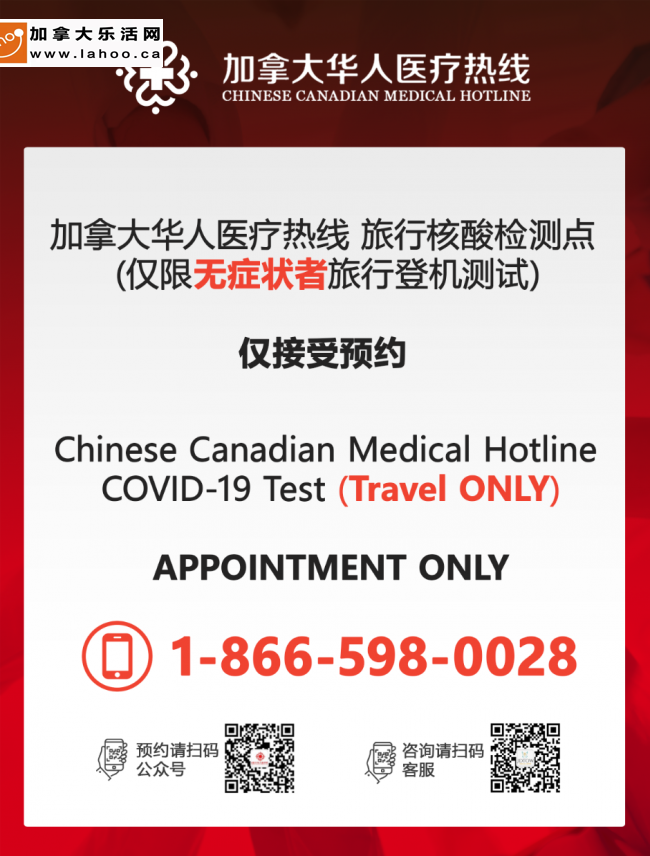 加拿大乐活网
www.lahoo.ca
加拿大华人医疗热线
CHINESE CANADIAN MEDICAL HOTLINE
加拿大华人医疗热线 旅行核酸检测点
(仅限无症状者旅行登机测试)
仅接受预约
Chinese Canadian Medical Hotline
COVID-19 Test (Travel ONLY)
APPOINTMENT ONLY
1-866-598-0028
预约请扫码
公众号
咨询请扫码
客服